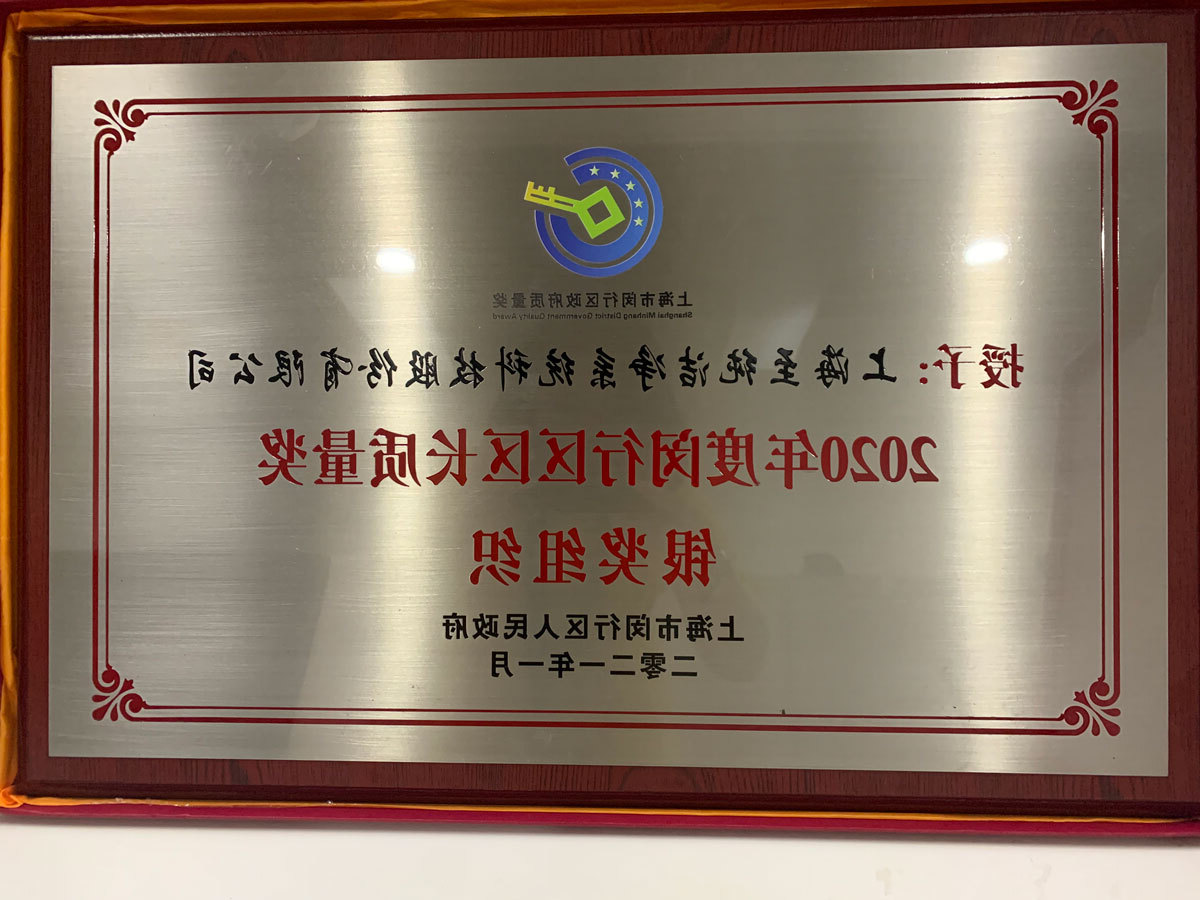 上海市闵行区政府质量奖
Shanghai Minhang District Government Quality Award
授予：上海至纯洁净系统科技股份有限公司
2020年度闵行区区长质量奖
银奖组织
上海市闵行区人民政府
二零二一年一月